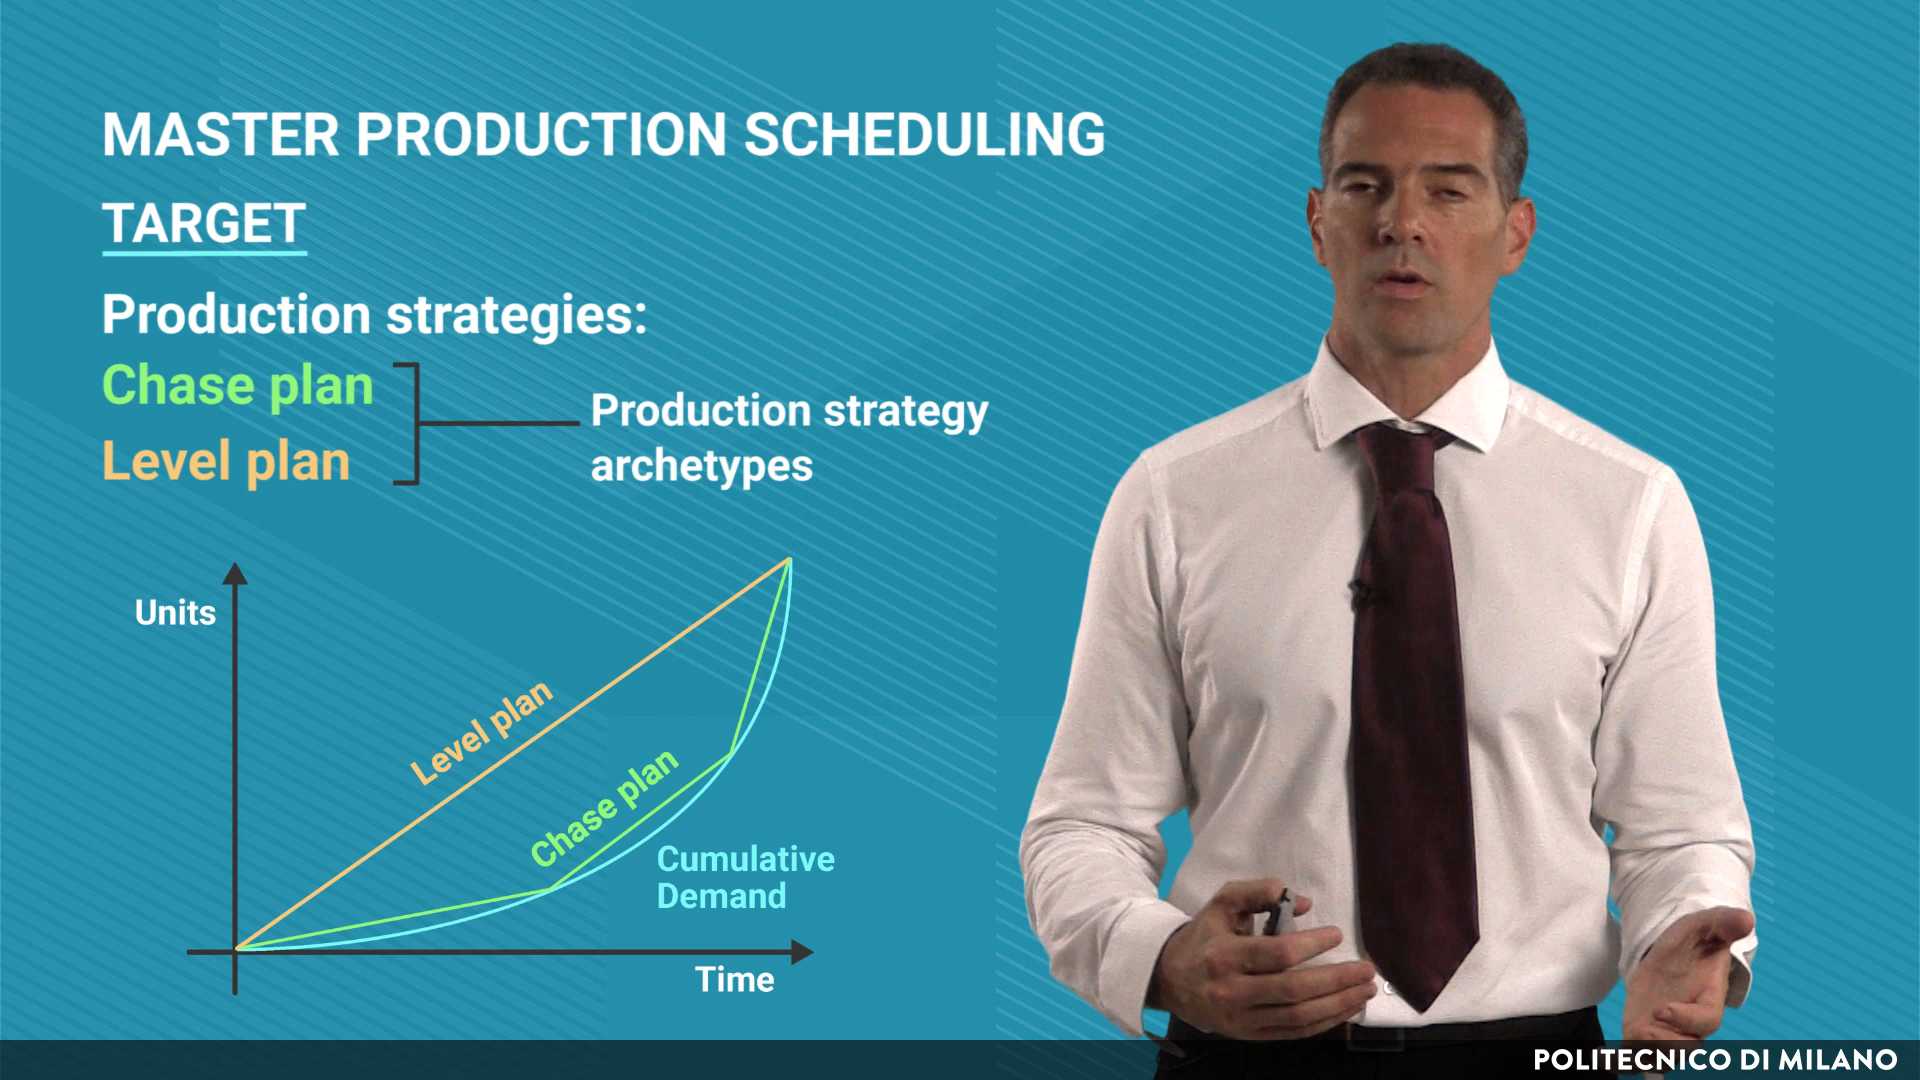 MASTER PRODUCTION SCHEDULING
TARGET
Production strategies:
Chase plan
Level plan
Production strategy
archetypes
Units
Level plan
Chase plan
Cumulative
Demand
Time
POLITECNICO DI MILANO